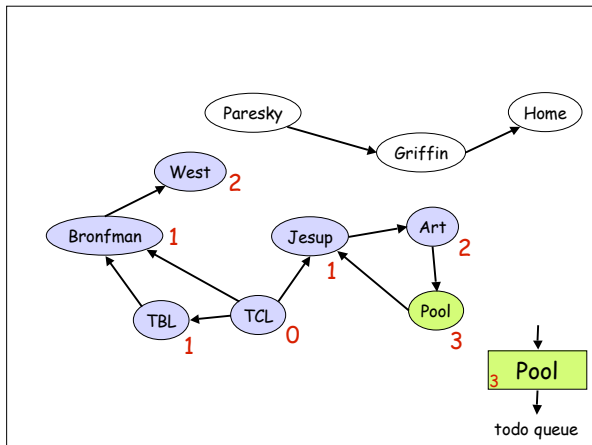 Paresky
Home
Griffin
West
2
Bronfman
1
Jesup
1
Art
2
TBL
1
TCL
0
Pool
3
3 Pool
todo queue